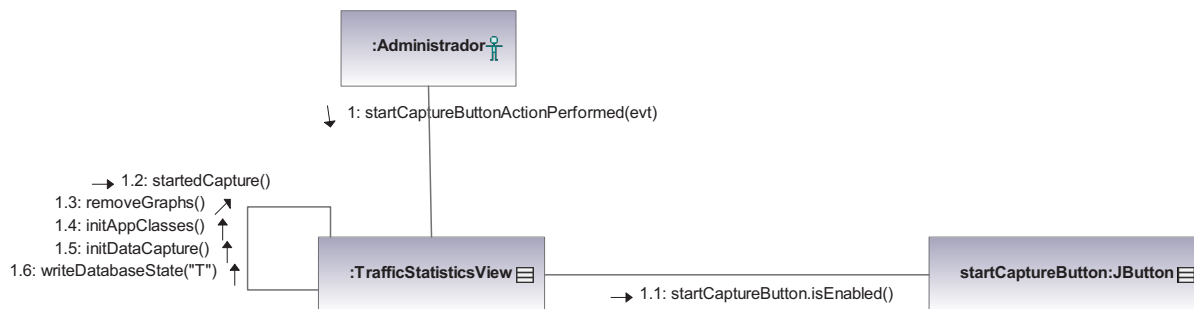 :Administrador
1: startCaptureButtonActionPerformed(evt)
1.2: startedCapture()
1.3: removeGraphs()
1.4: initAppClasses()
1.5: initDataCapture()
1.6: writeDatabaseState("T")
:TrafficStatisticsView
startCaptureButton:JButton
1.1: startCaptureButton.isEnabled()